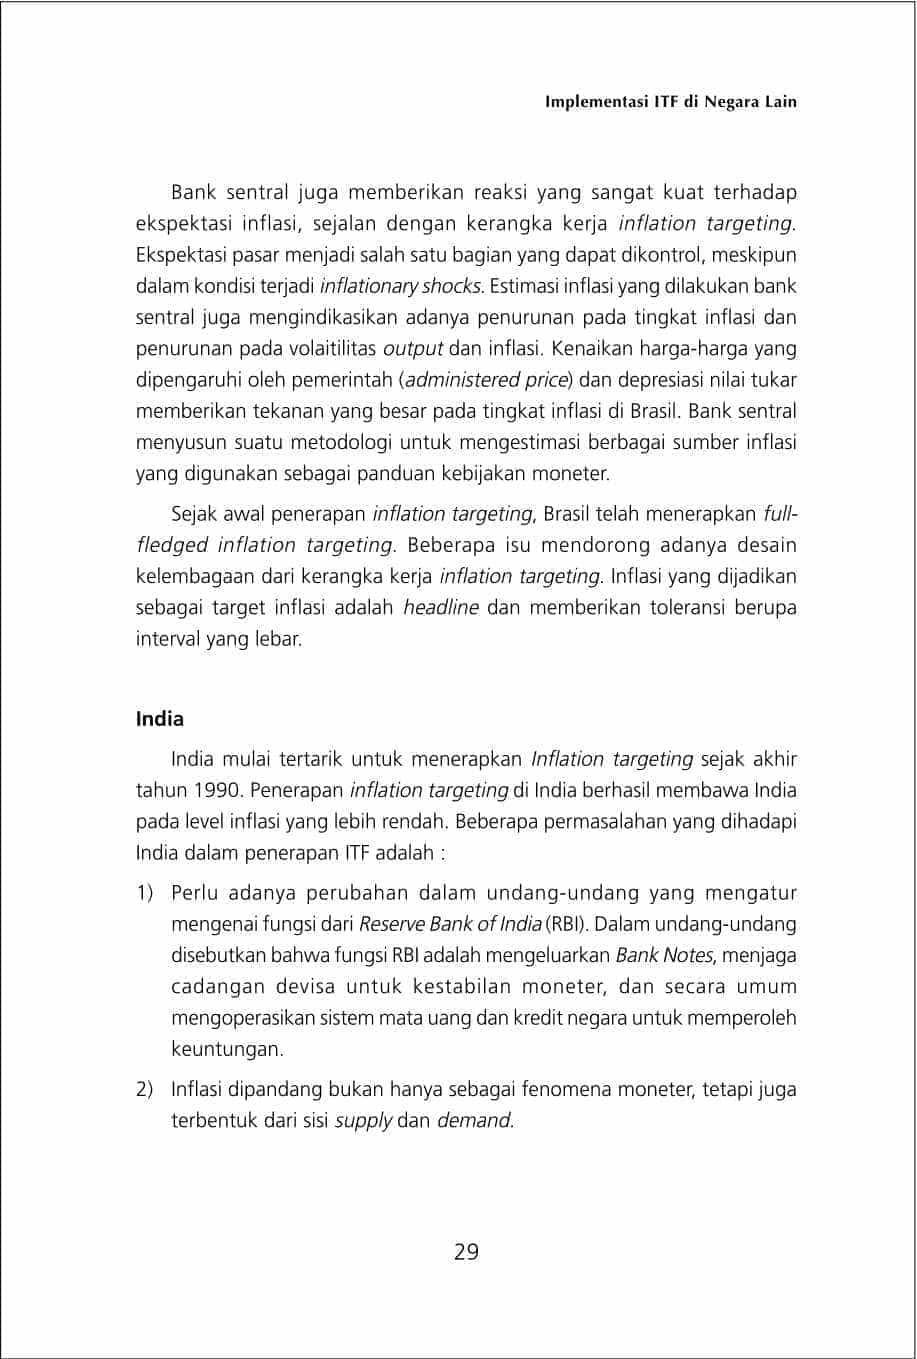 Implementasi ITF di Negara Lain
Bank sentral juga memberikan reaksi yang sangat kuat terhadap
ekspektasi inflasi, sejalan dengan kerangka kerja inflation targeting.
Ekspektasi pasar menjadi salah satu bagian yang dapat dikontrol, meskipun
dalam kondisi terjadi inflationary shocks. Estimasi inflasi yang dilakukan bank
sentral juga mengindikasikan adanya penurunan pada tingkat inflasi dan
penurunan pada volaitilitas output dan inflasi. Kenaikan harga-harga yang
dipengaruhi oleh pemerintah (administered price) dan depresiasi nilai tukar
memberikan tekanan yang besar pada tingkat inflasi di Brasil. Bank sentral
menyusun suatu metodologi untuk mengestimasi berbagai sumber inflasi
yang digunakan sebagai panduan kebijakan moneter.
Sejak awal penerapan inflation targeting, Brasil telah menerapkan full-
fledged inflation targeting. Beberapa isu mendorong adanya desain
kelembagaan dari kerangka kerja inflation targeting. Inflasi yang dijadikan
sebagai target inflasi adalah headline dan memberikan toleransi berupa
interval yang lebar.
India
India mulai tertarik untuk menerapkan Inflation targeting sejak akhir
tahun 1990. Penerapan inflation targeting di India berhasil membawa India
pada level inflasi yang lebih rendah. Beberapa permasalahan yang dihadapi
India dalam penerapan ITF adalah :
1) Perlu adanya perubahan dalam undang-undang yang mengatur
mengenai fungsi dari Reserve Bank of India (RBI). Dalam undang-undang
disebutkan bahwa fungsi RBI adalah mengeluarkan Bank Notes, menjaga
cadangan devisa untuk kestabilan moneter, dan secara umum
mengoperasikan sistem mata uang dan kredit negara untuk memperoleh
keuntungan.
2) Inflasi dipandang bukan hanya sebagai fenomena moneter, tetapi juga
terbentuk dari sisi supply dan demand.
29